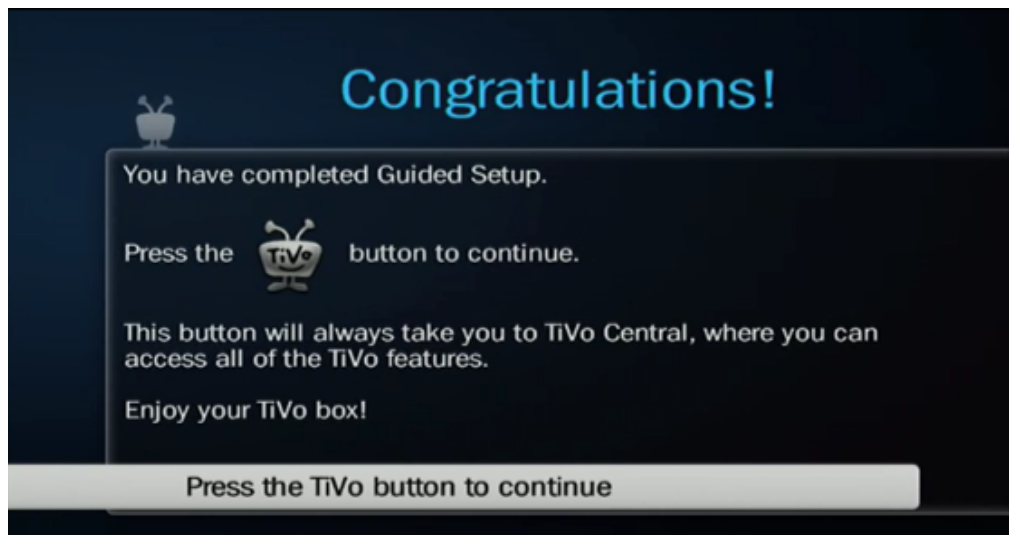 Congratulations!
You have completed Guided Setup.
Press the TiVo button to continue.
This button will always take you to TiVo Central, where you can
access all of the TiVo features.
Enjoy your TiVo box!
Press the TiVo button to continue